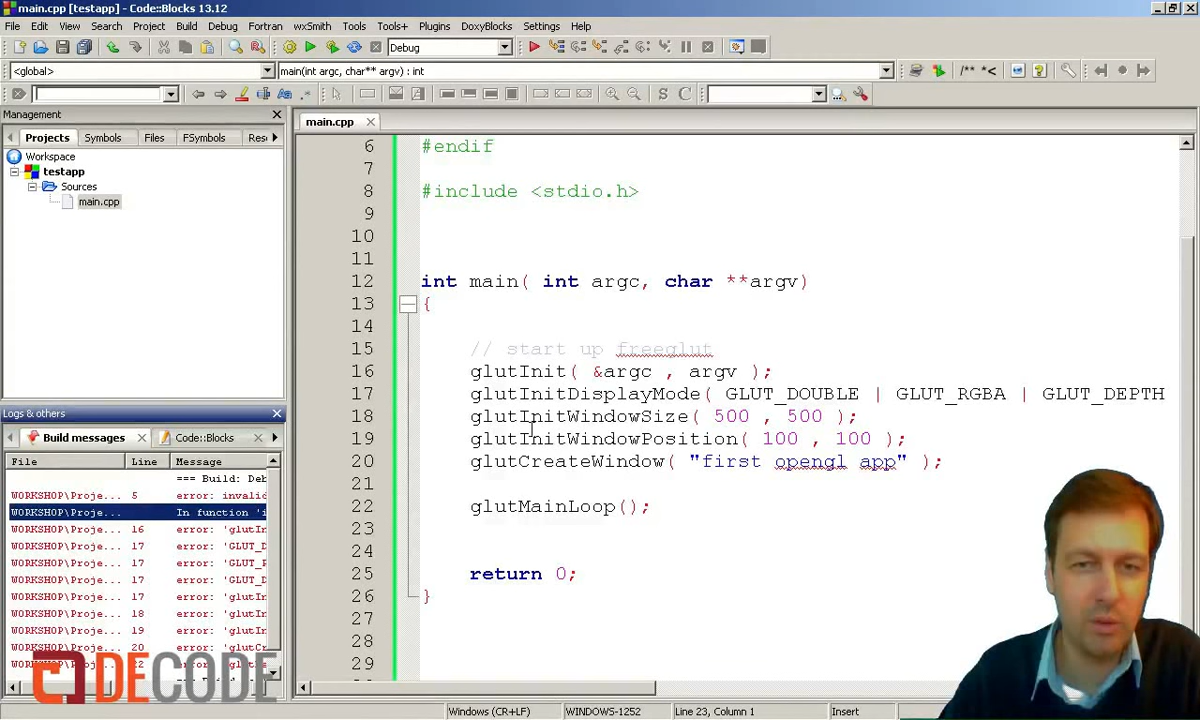 main.cpp [testapp] - Code::Blocks 13.12
File Edit View Search Project Build Debug Fortran wxSmith Tools Tools+ Plugins DoxyBlocks Settings Help
Debug
<global>
main(int argc, char** argv) : int
/** *<
S C
Management
main.cpp
Projects Symbols Files FSymbols Resc
Workspace
testapp
Sources
main.cpp
6 #endif
7
8 #include <stdio.h>
9
10
11
12 int main( int argc, char **argv)
13 {
14
15 // start up freeglut
16 glutInit( &argc , argv );
17 glutInitDisplayMode( GLUT_DOUBLE | GLUT_RGBA | GLUT_DEPTH
18 glutInitWindowSize( 500 , 500 );
19 glutInitWindowPosition( 100 , 100 );
20 glutCreateWindow( "first opengl app" );
21
22 glutMainLoop();
23
24
25 return 0;
26 }
27
28
29
Logs & others
Build messages Code::Blocks
File Line Message
=== Build: Deb
WORKSHOP\Proje... 5 error: invalid
WORKSHOP\Proje... In function 'i
WORKSHOP\Proje... 16 error: 'glutIn
WORKSHOP\Proje... 17 error: 'GLUT_D
WORKSHOP\Proje... 17 error: 'GLUT_R
WORKSHOP\Proje... 17 error: 'GLUT_D
WORKSHOP\Proje... 17 error: 'glutIn
WORKSHOP\Proje... 18 error: 'glutIn
WORKSHOP\Proje... 19 error: 'glutIn
WORKSHOP\Proje... 20 error: 'glutCr
DECODE
Windows (CR+LF) WINDOWS-1252 Line 23, Column 1 Insert